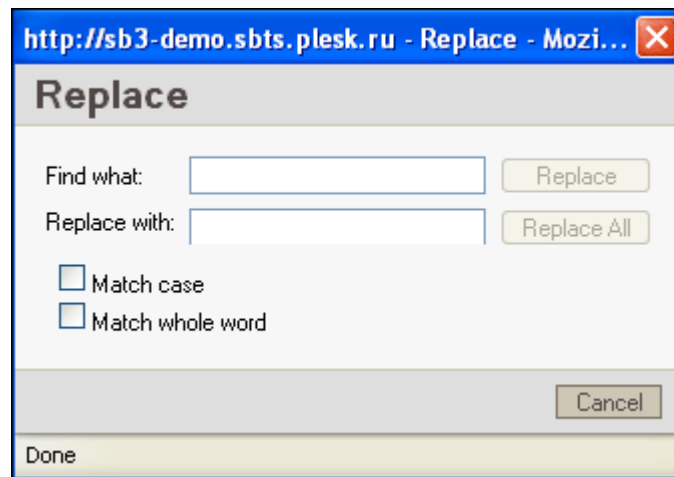 http://sb3-demo.sbts.plesk.ru - Replace - Mozi...
Replace
Find what:
Replace
Replace with:
Replace All
Match case
Match whole word
Cancel
Done